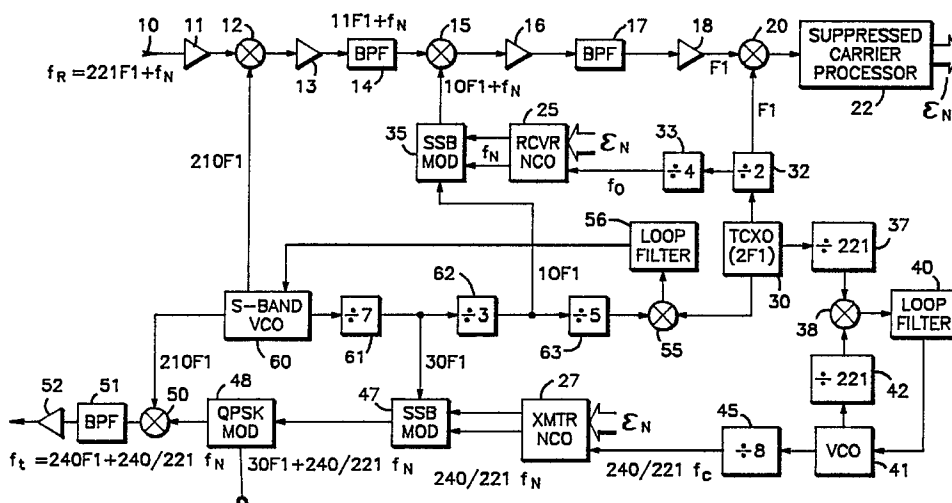 10
11
12
11F1+fN
15
16
17
18
20
SUPPRESSED CARRIER PROCESSOR
BPF
BPF
fR=221F1+fN
13
14
10F1+fN
F1
22
εN
35
25
33
F1
210F1
SSB MOD
fN
RCVR NCO
εN
÷4
÷2
32
fO
56
62
LOOP FILTER
TCXO (2F1)
÷221
37
10F1
40
S-BAND VCO
÷7
÷3
÷5
30
38
LOOP FILTER
60
61
63
55
210F1
30F1
÷221
42
52
51
50
48
47
27
45
BPF
QPSK MOD
SSB MOD
XMTR NCO
εN
÷8
VCO
41
ft=240F1+240/221 fN
30F1+240/221 fN
240/221 fN
240/221 fc